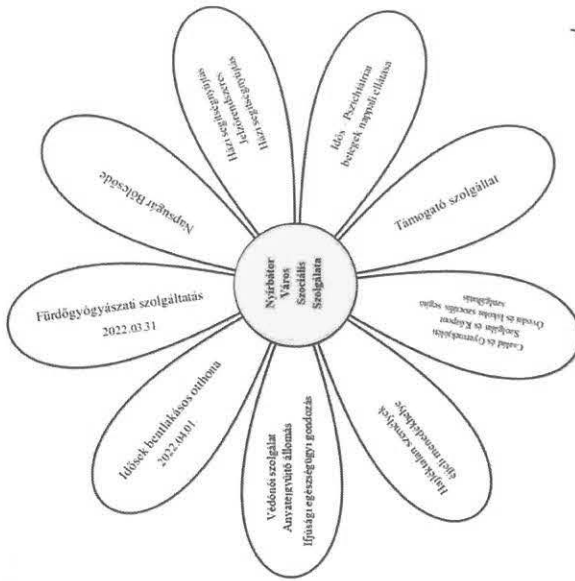 Nyírbátor
Város
Szociális
Szolgálata
Házi segítségnyújtás
Jelzőrendszeres
Házi segítségnyújtás
Idős Pszichiátriai
betegek nappali ellátása
Támogató szolgálat
Család és Gyermekjóléti
Szolgálat és Központ
Óvodai és Iskolai szociális segítő
szolgáltatás
Hajléktalan személyek
éjjeli menedékhelye
Védőnői szolgálat
Anyatejgyűjtő állomás
Ifjúsági egészségügyi gondozás
Idősek bentlakásos otthona
2022.04.01
Fürdőgyógyászati szolgáltatás
2022.03.31
Napsugár Bölcsőde